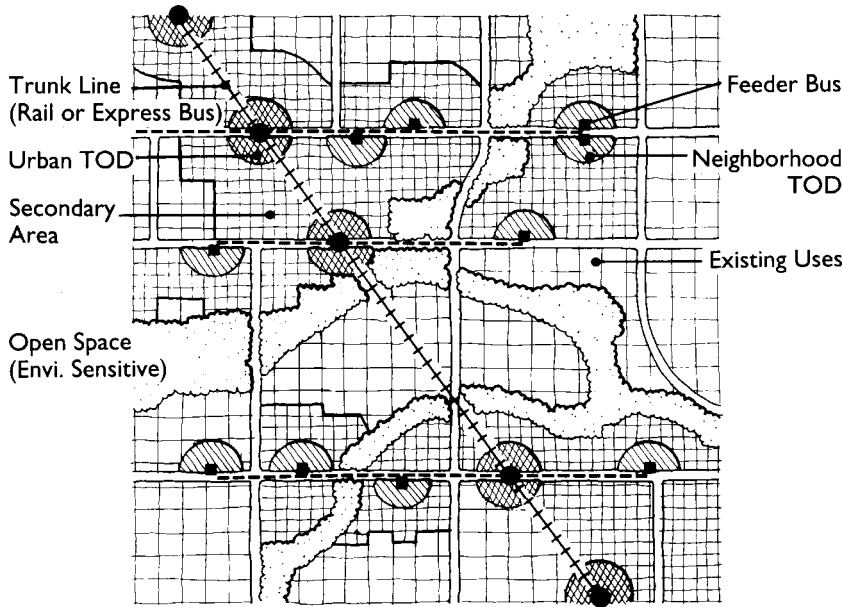 Trunk Line
(Rail or Express Bus)
Urban TOD
Secondary
Area
Open Space
(Envi. Sensitive)
Feeder Bus
Neighborhood
TOD
Existing Uses